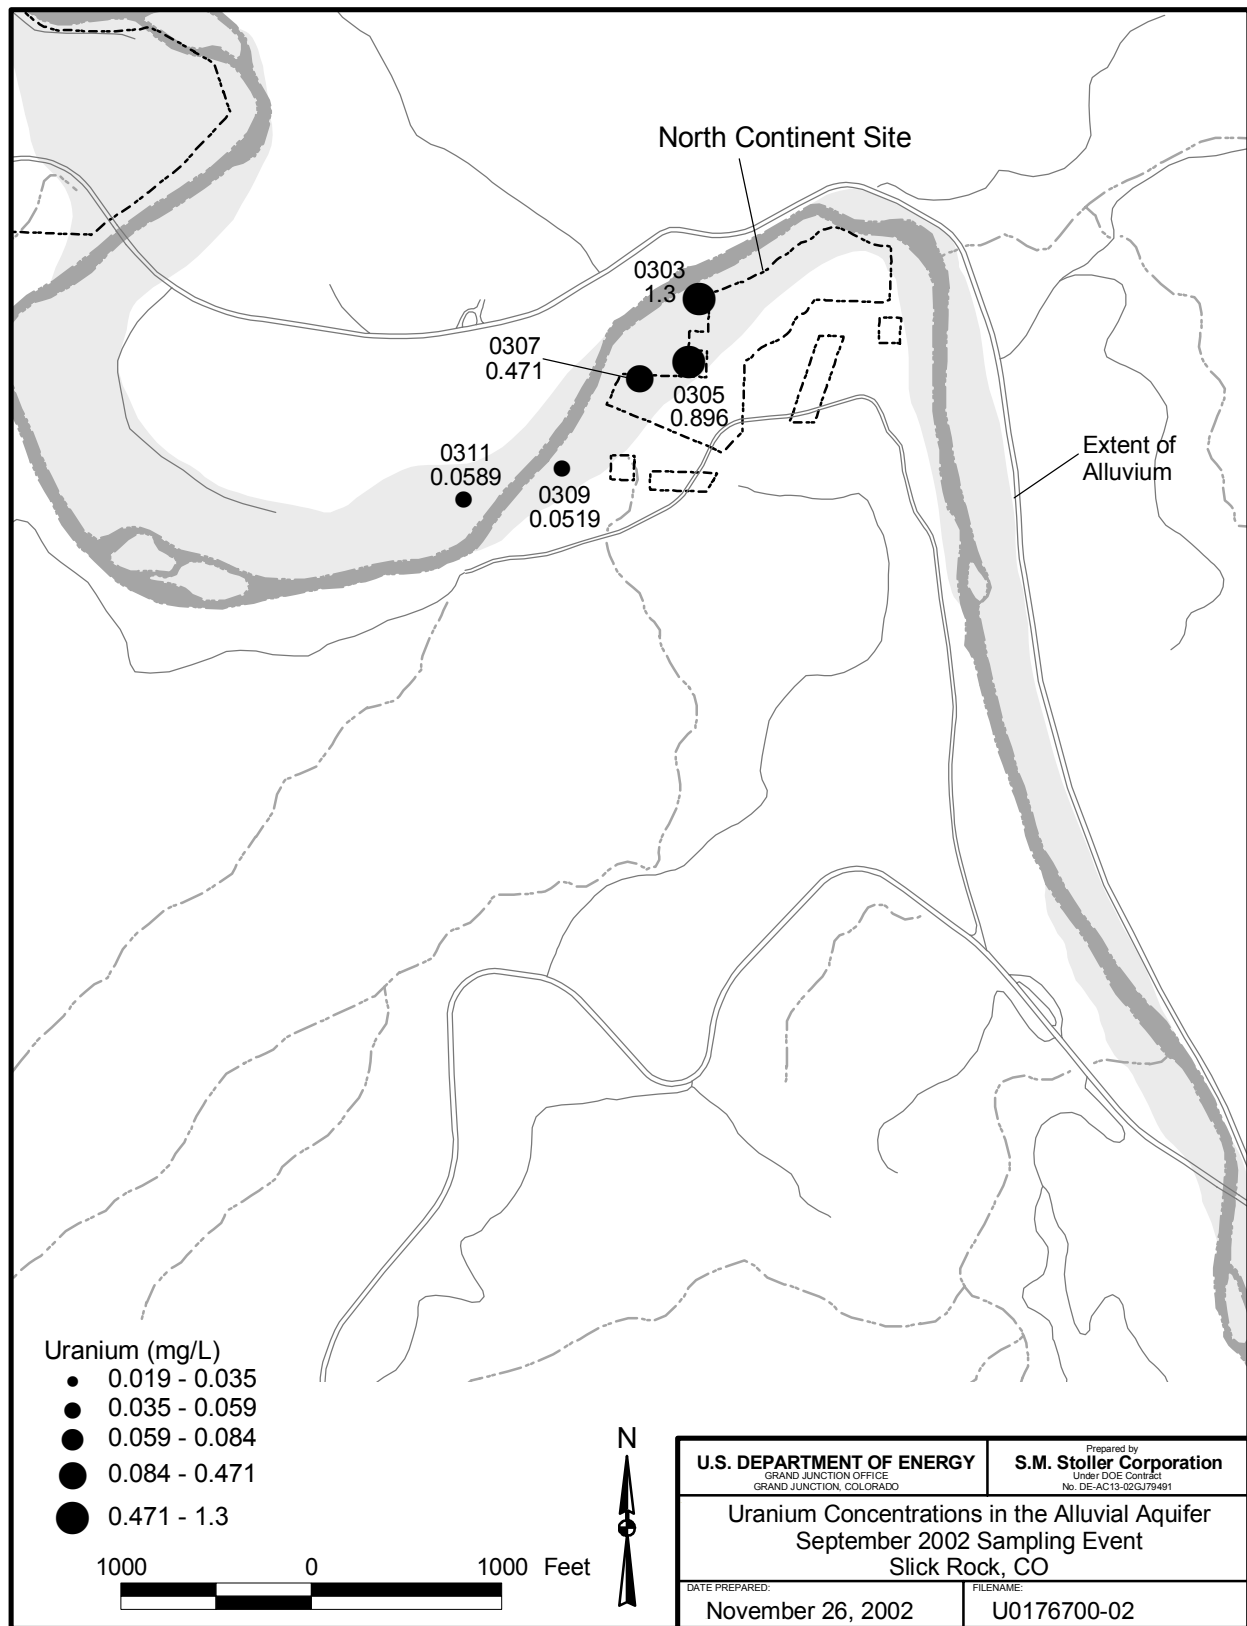 North Continent Site
0303
1.3
0307
0.471
0305
0.896
Extent of
Alluvium
0311
0.0589
0309
0.0519
Uranium (mg/L)
0.019 - 0.035
0.035 - 0.059
0.059 - 0.084
0.084 - 0.471
0.471 - 1.3
1000 0 1000 Feet
N
U.S. DEPARTMENT OF ENERGY
GRAND JUNCTION OFFICE
GRAND JUNCTION, COLORADO
Prepared by
S.M. Stoller Corporation
Under DOE Contract
No. DE-AC13-02GJ79491
Uranium Concentrations in the Alluvial Aquifer
September 2002 Sampling Event
Slick Rock, CO
DATE PREPARED:
November 26, 2002
FILENAME:
U0176700-02